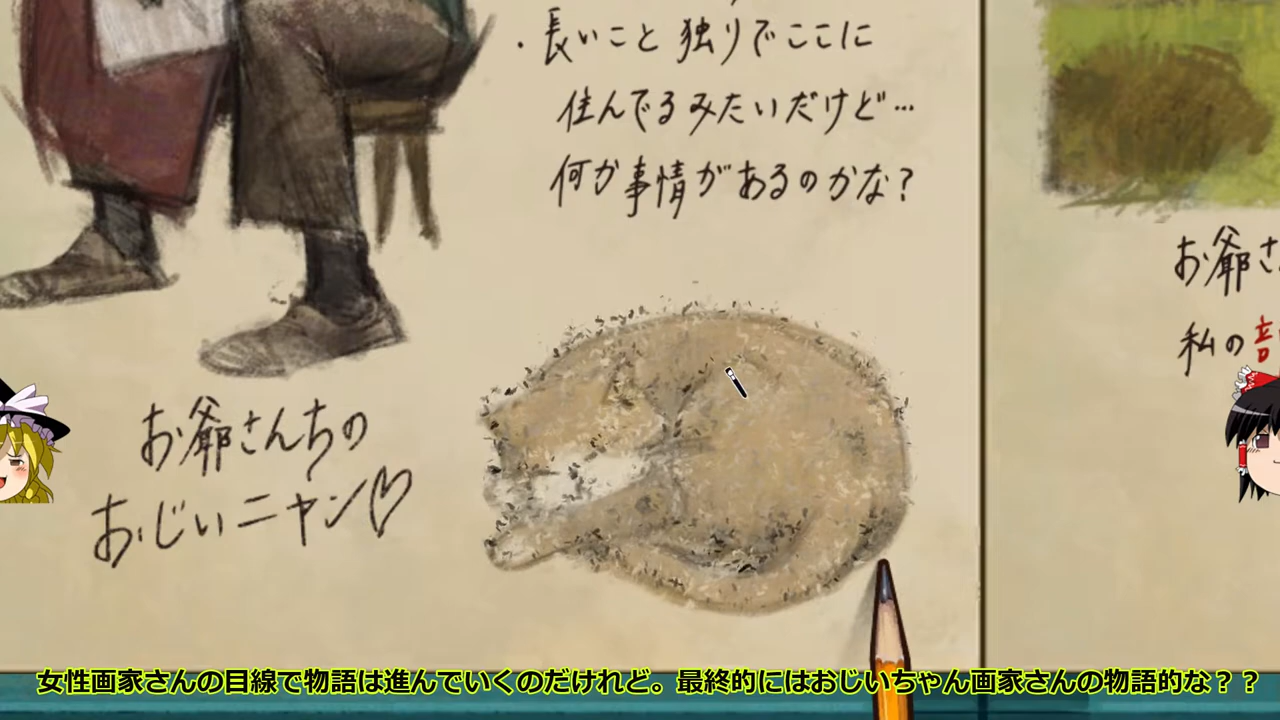 ・長いこと独りでここに
住んでるみたいだけど…
何か事情があるのかな?
お爺さんちの
おじいニャン♡
お爺さ
私の
女性画家さんの目線で物語は進んでいくのだけれど。最終的にはおじいちゃん画家さんの物語的な??